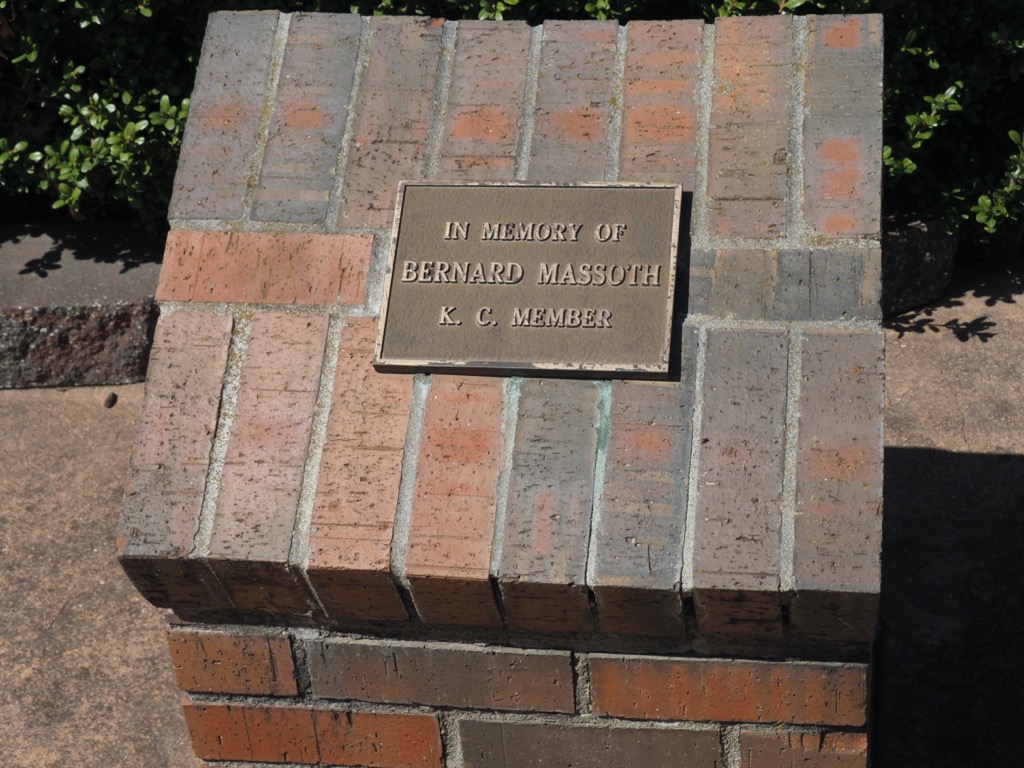 IN MEMORY OF
BERNARD MASSOTH
K. C. MEMBER